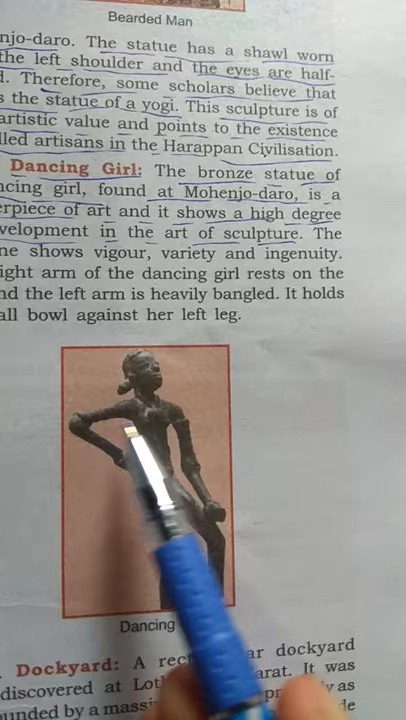 Bearded Man
njo-daro. The statue has a shawl worn
the left shoulder and the eyes are half-
d. Therefore, some scholars believe that
s the statue of a yogi. This sculpture is of
artistic value and points to the existence
lled artisans in the Harappan Civilisation.
Dancing Girl: The bronze statue of
ncing girl, found at Mohenjo-daro, is a
erpiece of art and it shows a high degree
velopment in the art of sculpture. The
ne shows vigour, variety and ingenuity.
ight arm of the dancing girl rests on the
nd the left arm is heavily bangled. It holds
all bowl against her left leg.
Dancing
Dockyard: A rect ar dockyard
discovered at Lot arat. It was
ounded by a massi as